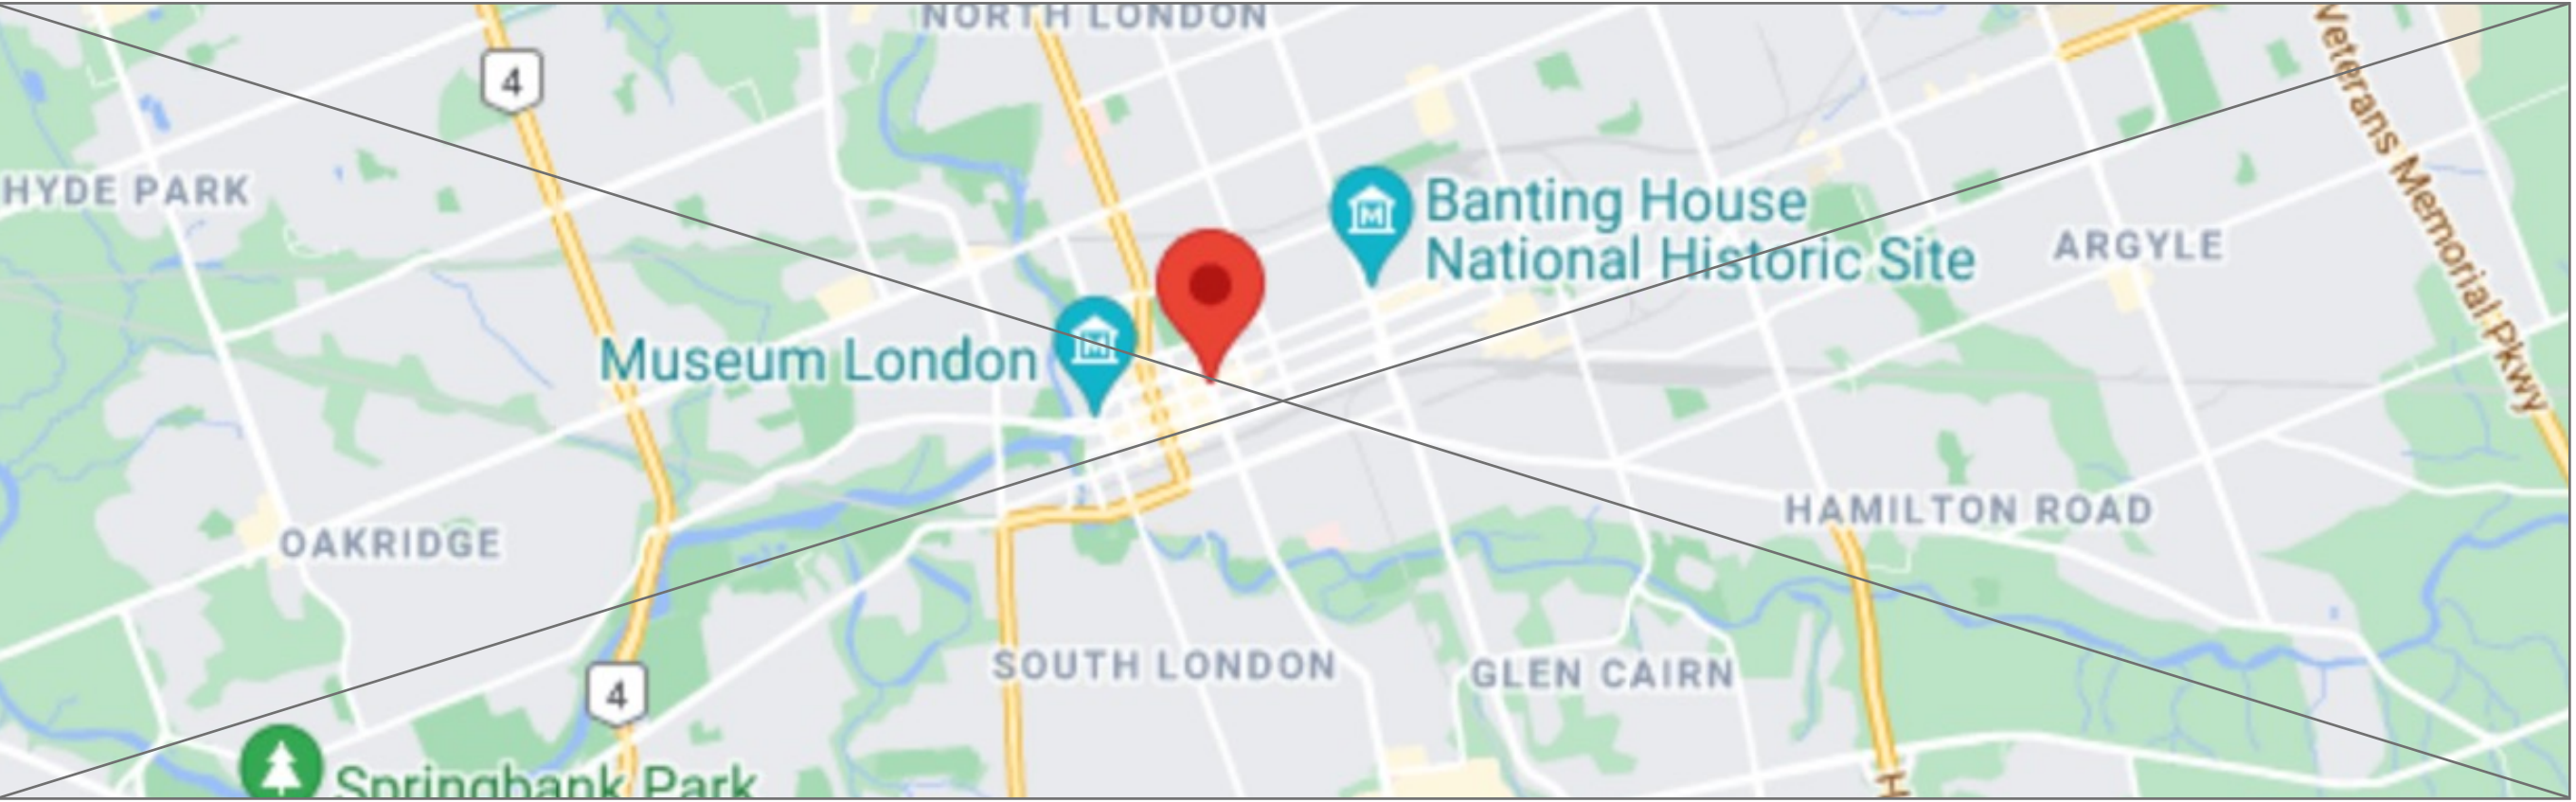 NORTH LONDON
4
Veterans Memorial Pkwy
HYDE PARK
Banting House
National Historic Site
ARGYLE
Museum London
HAMILTON ROAD
OAKRIDGE
SOUTH LONDON
GLEN CAIRN
4
Springbank Park
H